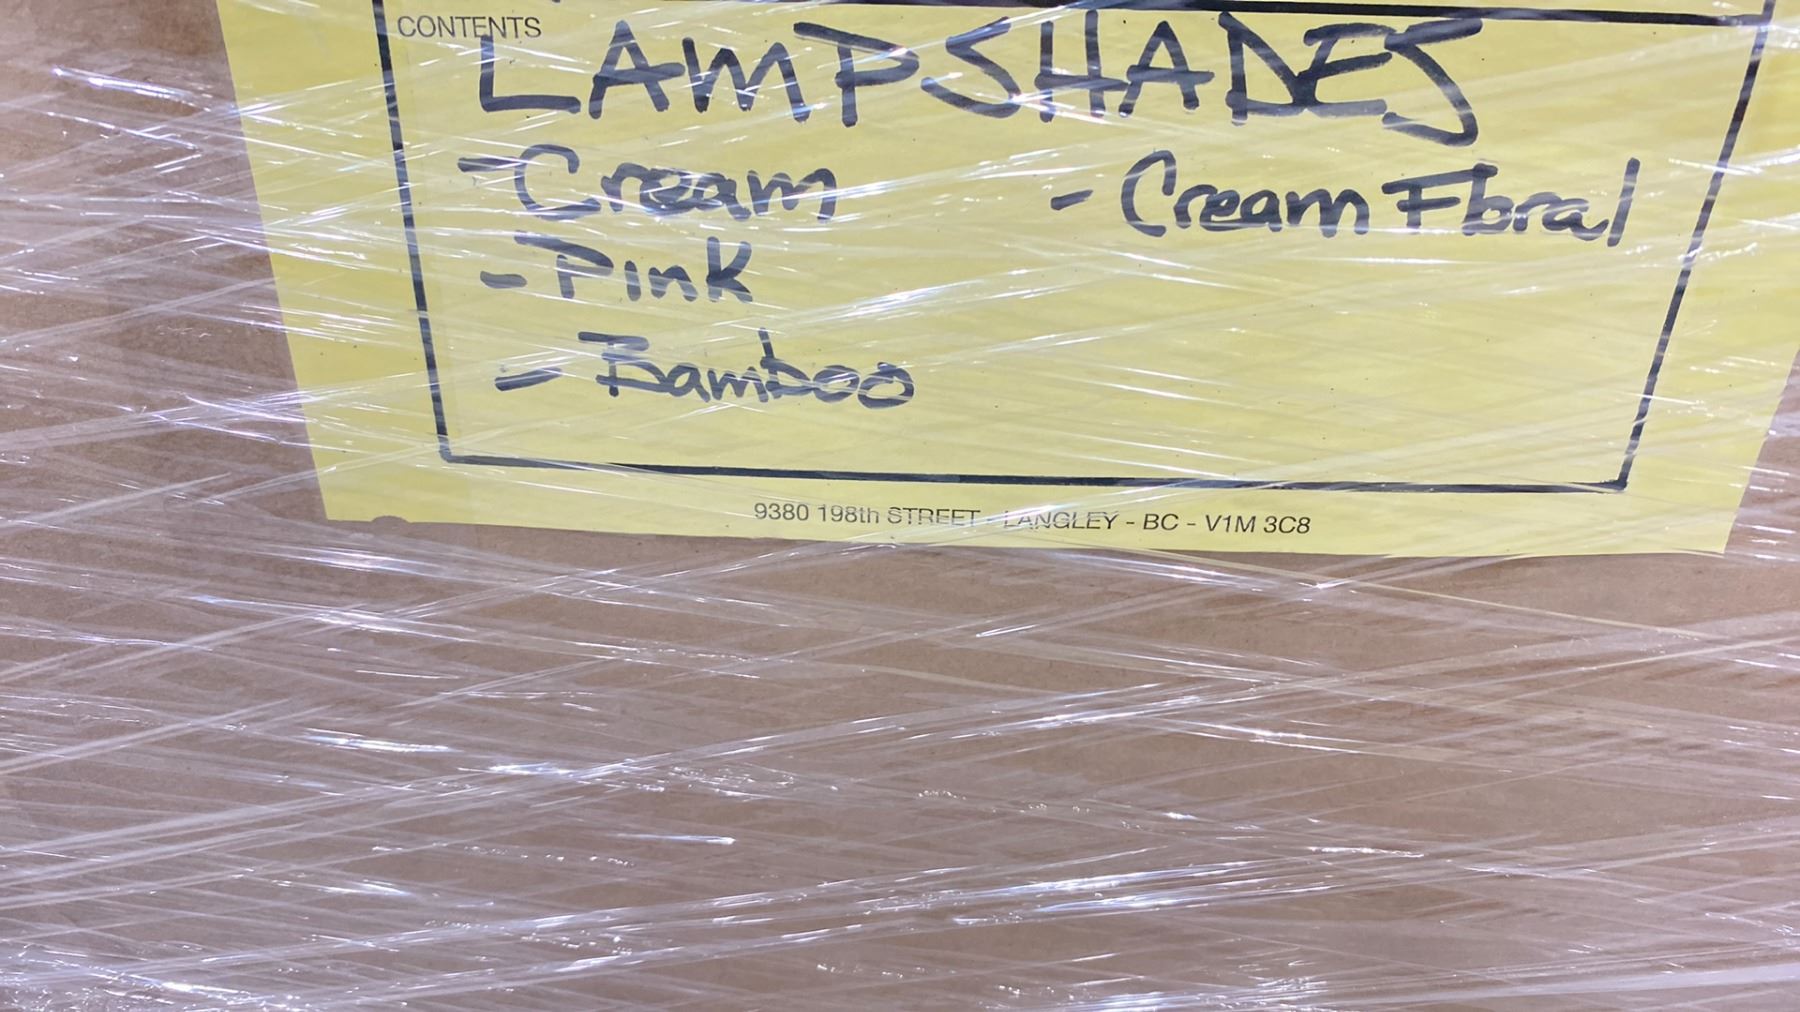 CONTENTS
LAMPSHADES
- Cream
- Cream Floral
- Pink
- Bamboo
9380 198th STREET - LANGLEY - BC - V1M 3C8